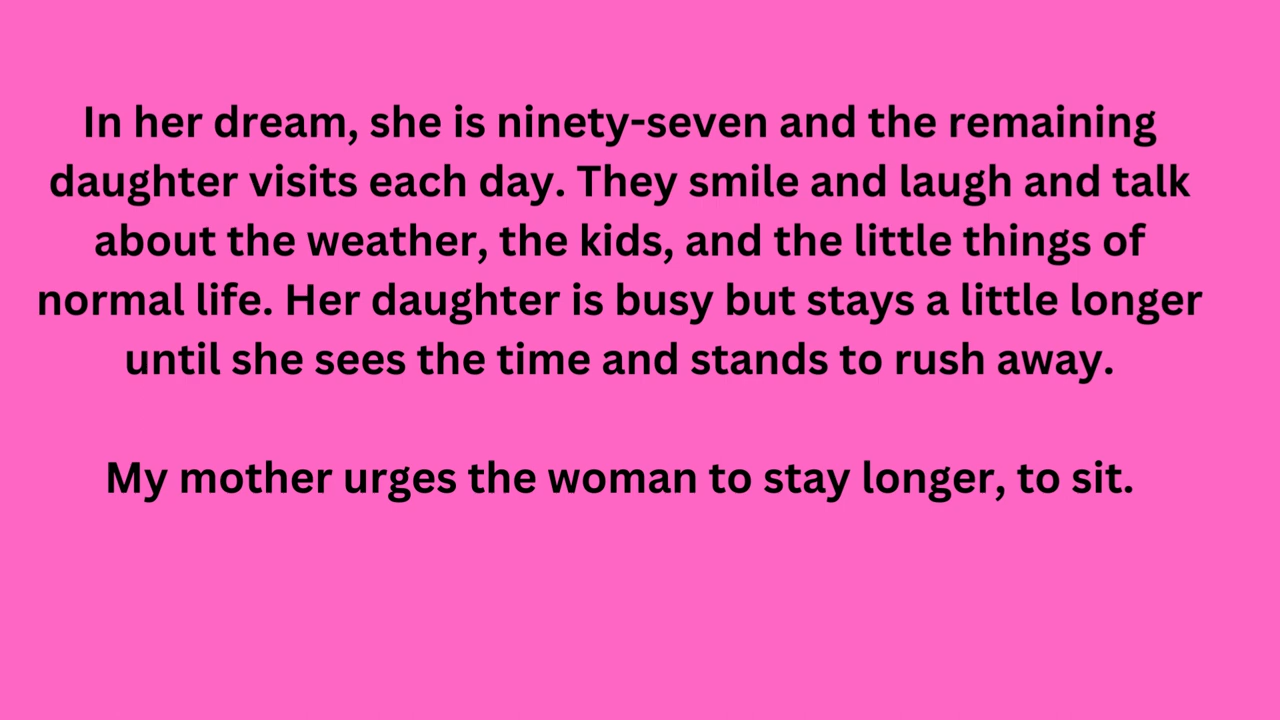 In her dream, she is ninety-seven and the remaining
daughter visits each day. They smile and laugh and talk
about the weather, the kids, and the little things of
normal life. Her daughter is busy but stays a little longer
until she sees the time and stands to rush away.
My mother urges the woman to stay longer, to sit.